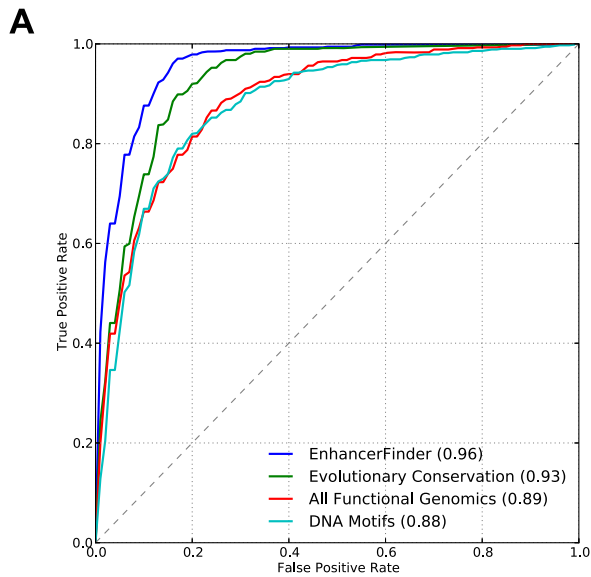 A
1.0
0.8
0.6
0.4
0.2
0.0
True Positive Rate
EnhancerFinder (0.96)
Evolutionary Conservation (0.93)
All Functional Genomics (0.89)
DNA Motifs (0.88)
0.0 0.2 0.4 0.6 0.8 1.0
False Positive Rate